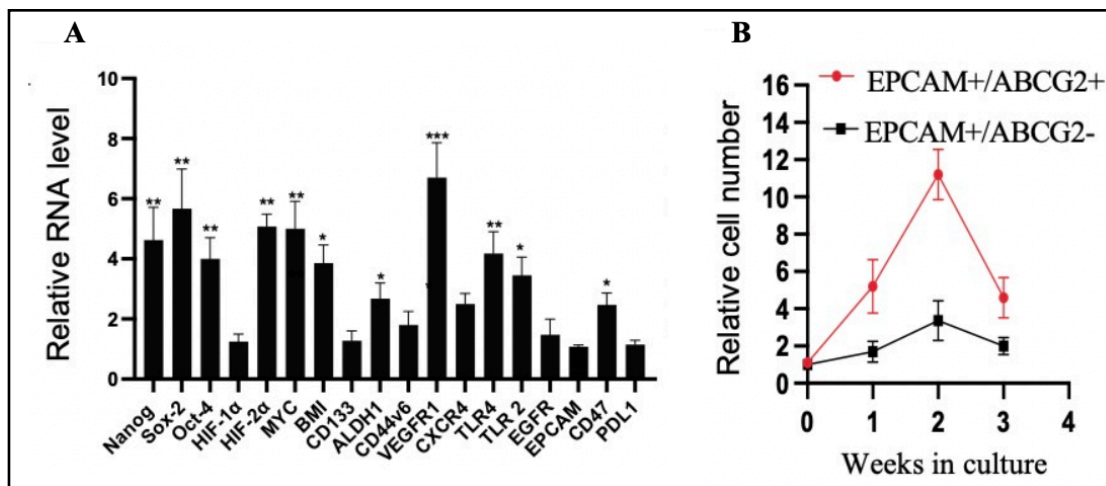 A
Relative RNA level
10
8
6
4
2
0
**
**
**
**
**
*
*
***
**
*
*
Nanog
Sox-2
Oct-4
HIF-1α
HIF-2α
MYC
BMI
CD133
ALDH1
CD44v6
VEGFR1
CXCR4
TLR4
TLR 2
EGFR
EPCAM
CD47
PDL1
B
EPCAM+/ABCG2+
EPCAM+/ABCG2-
Relative cell number
16
14
12
10
8
6
4
2
0
0 1 2 3 4
Weeks in culture